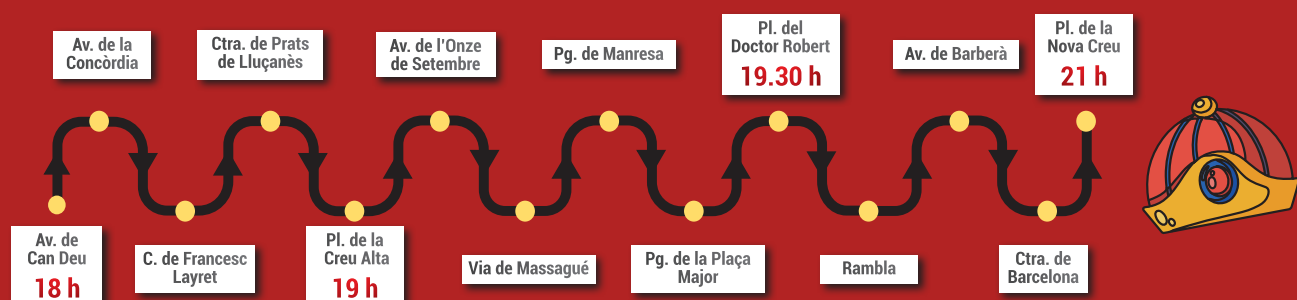 Av. de
Can Deu
18 h
Av. de la
Concòrdia
C. de Francesc
Layret
Ctra. de Prats
de Lluçanès
Pl. de la
Creu Alta
19 h
Av. de l'Onze
de Setembre
Via de Massagué
Pg. de Manresa
Pg. de la Plaça
Major
Pl. del
Doctor Robert
19.30 h
Rambla
Av. de Barberà
Ctra. de
Barcelona
Pl. de la
Nova Creu
21 h